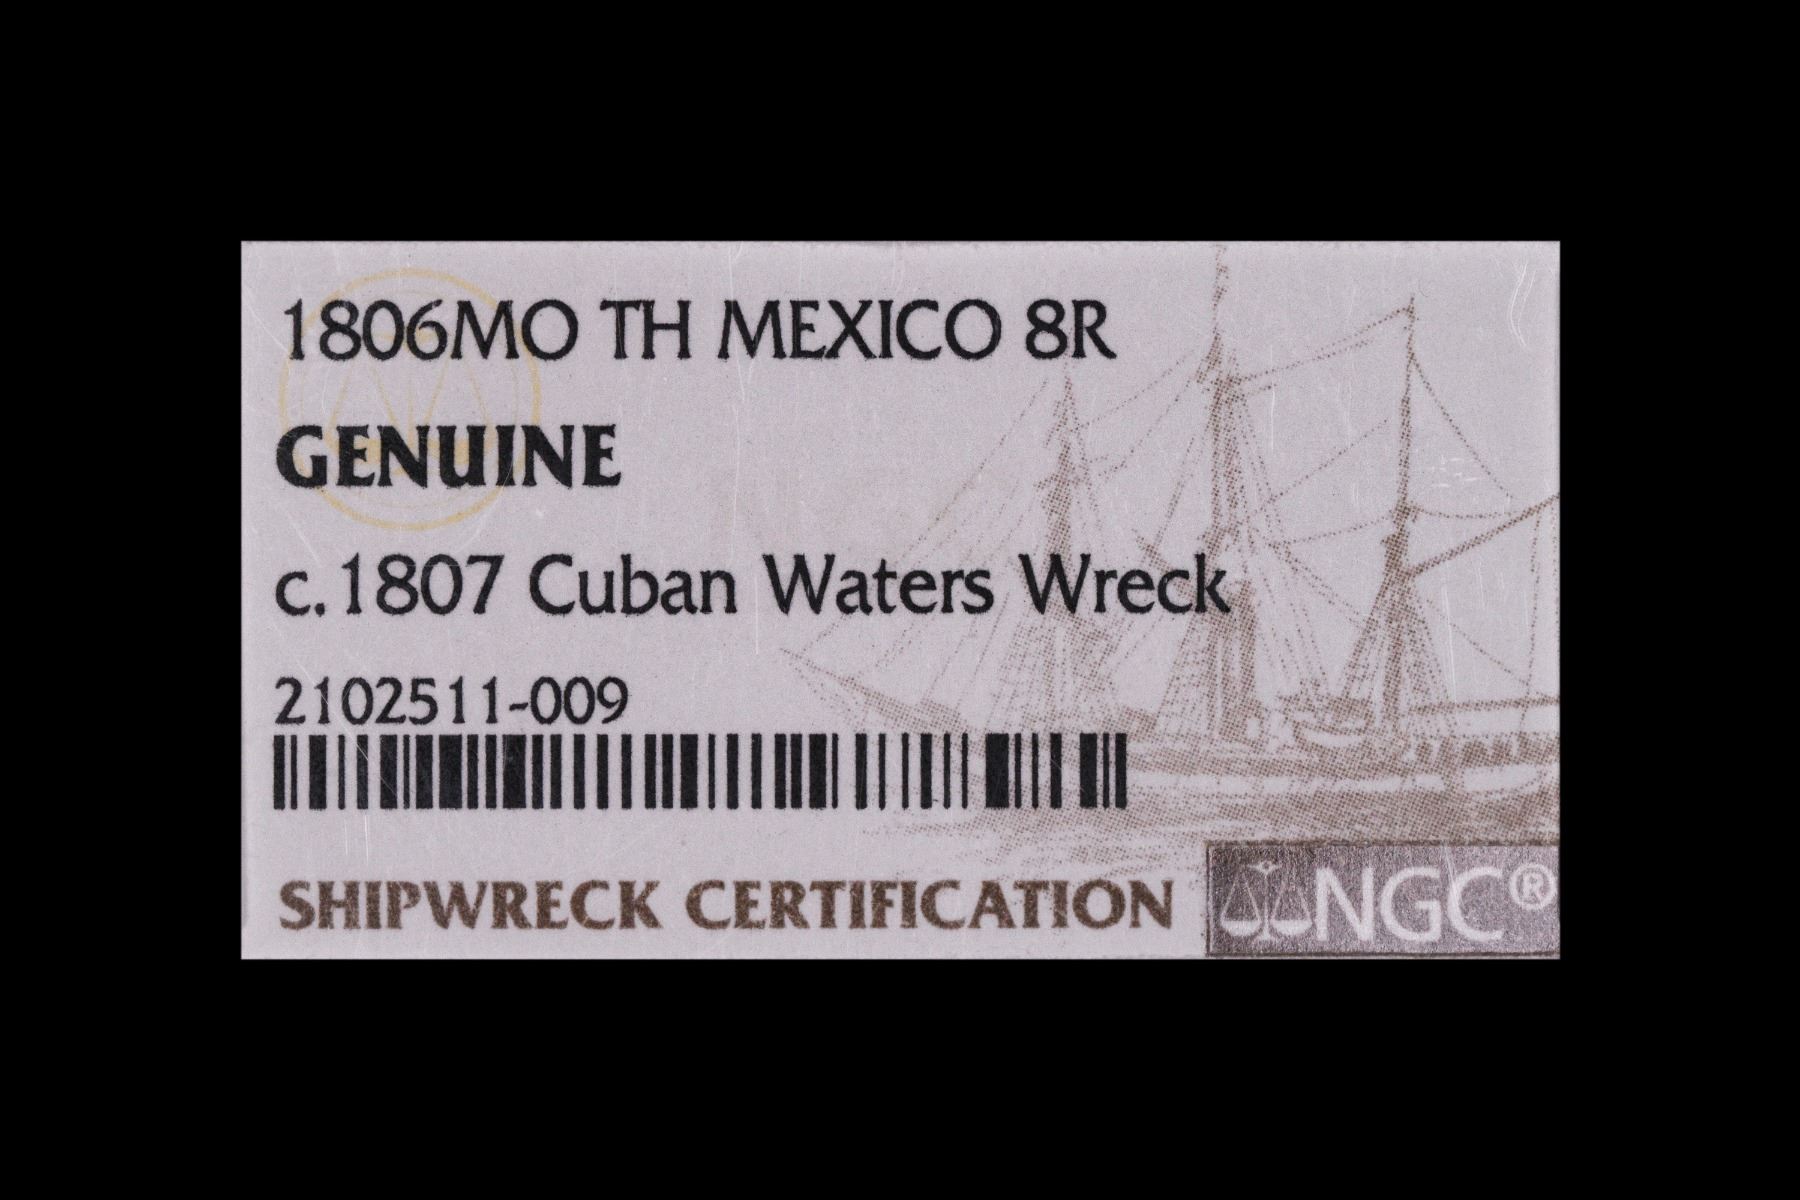 1806MO TH MEXICO 8R
GENUINE
c.1807 Cuban Waters Wreck
2102511-009
SHIPWRECK CERTIFICATION
NGC®